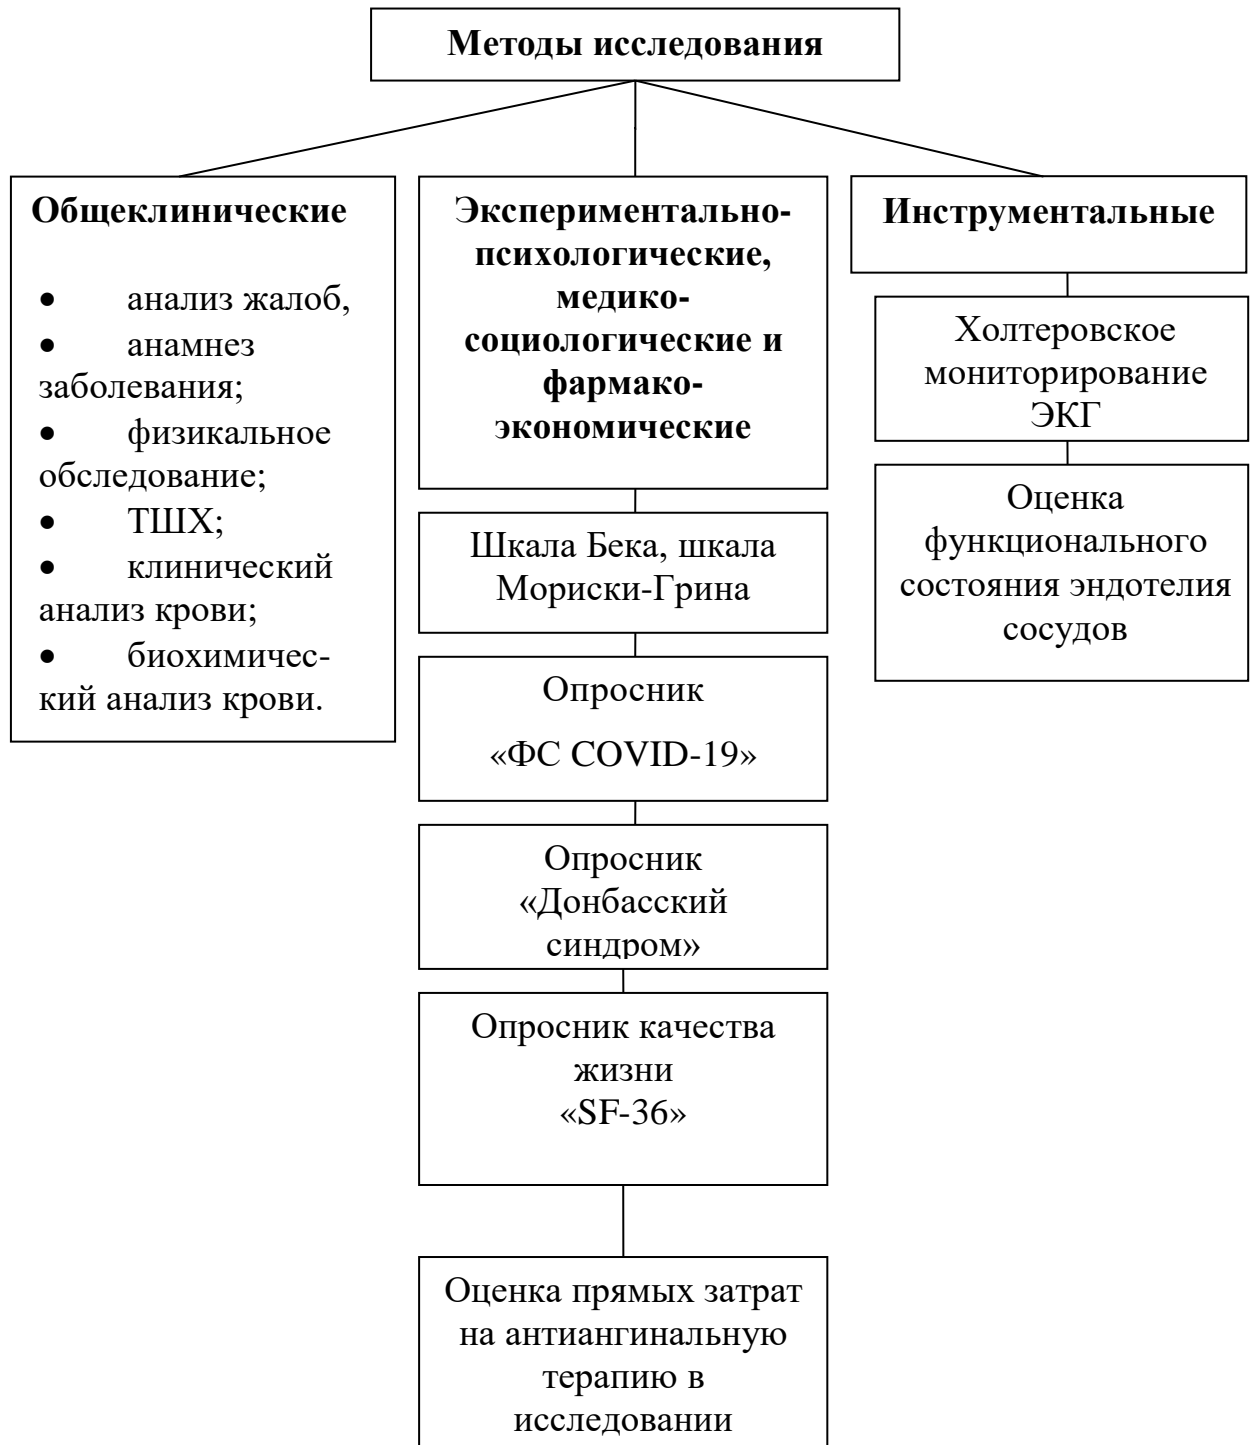 Методы исследования
Общеклинические
• анализ жалоб,
• анамнез
заболевания;
• физикальное
обследование;
• ТШХ;
• клинический
анализ крови;
• биохимичес-
кий анализ крови.
Экспериментально-
психологические,
медико-
социологические и
фармако-
экономические
Шкала Бека, шкала
Мориски-Грина
Опросник
«ФС COVID-19»
Опросник
«Донбасский
синдром»
Опросник качества
жизни
«SF-36»
Оценка прямых затрат
на антиангинальную
терапию в
исследовании
Инструментальные
Холтеровское
мониторирование
ЭКГ
Оценка
функционального
состояния эндотелия
сосудов